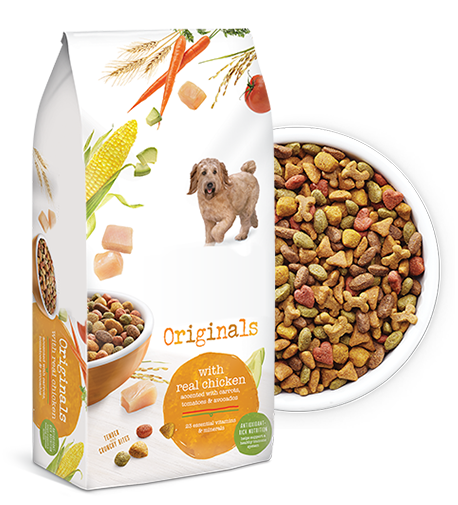 Originals
with
real chicken
accented with carrots,
tomatoes & avocados
23 essential vitamins
& minerals
TENDER
CRUNCHY BITES
ANTIOXIDANT-
RICH NUTRITION
Originals
with real chicken